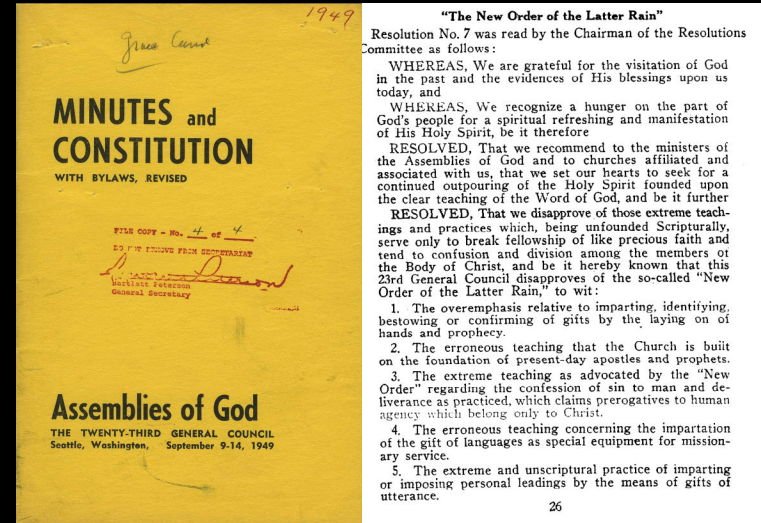 1949
MINUTES and
CONSTITUTION
WITH BYLAWS, REVISED
FILE COPY - No. 4 of 4
DO NOT REMOVE FROM SECRETARIAT
Bartlett Peterson
General Secretary
Assemblies of God
THE TWENTY-THIRD GENERAL COUNCIL
Seattle, Washington, September 9-14, 1949
"The New Order of the Latter Rain"
Resolution No. 7 was read by the Chairman of the Resolutions
Committee as follows:
WHEREAS, We are grateful for the visitation of God
in the past and the evidences of His blessings upon us
today, and
WHEREAS, We recognize a hunger on the part of
God's people for a spiritual refreshing and manifestation
of His Holy Spirit, be it therefore
RESOLVED, That we recommend to the ministers of
the Assemblies of God and to churches affiliated and
associated with us, that we set our hearts to seek for a
continued outpouring of the Holy Spirit founded upon
the clear teaching of the Word of God, and be it further
RESOLVED, That we disapprove of those extreme teach-
ings and practices which, being unfounded Scripturally,
serve only to break fellowship of like precious faith and
tend to confusion and division among the members of
the Body of Christ, and be it hereby known that this
23rd General Council disapproves of the so-called "New
Order of the Latter Rain," to wit:
1. The overemphasis relative to imparting, identifying,
bestowing or confirming of gifts by the laying on of
hands and prophecy.
2. The erroneous teaching that the Church is built
on the foundation of present-day apostles and prophets.
3. The extreme teaching as advocated by the "New
Order" regarding the confession of sin to man and de-
liverance as practiced, which claims prerogatives to human
agency which belong only to Christ.
4. The erroneous teaching concerning the impartation
of the gift of languages as special equipment for mission-
ary service.
5. The extreme and unscriptural practice of imparting
or imposing personal leadings by the means of gifts of
utterance.
26